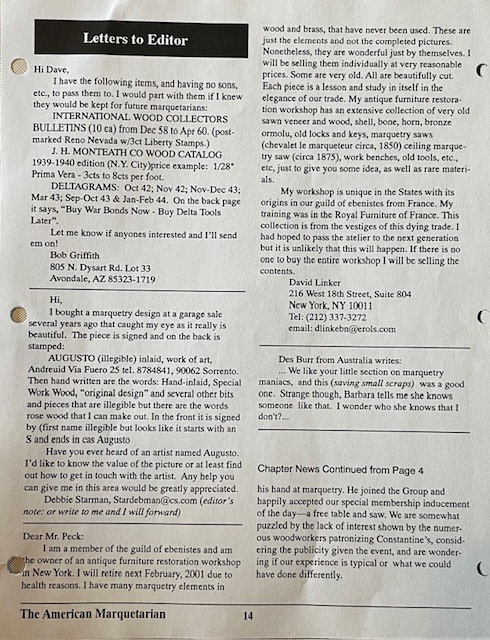 Letters to Editor
Hi Dave,
I have the following items, and having no sons,
etc., to pass them to. I would part with them if I knew
they would be kept for future marquetarians:
INTERNATIONAL WOOD COLLECTORS
BULLETINS (10 ea) from Dec 58 to Apr 60. (post-
marked Reno Nevada w/3ct Liberty Stamps.)
J. H. MONTEATH CO WOOD CATALOG
1939-1940 edition (N.Y. City)price example: 1/28"
Prima Vera - 3cts to 8cts per foot.
DELTAGRAMS: Oct 42; Nov 42; Nov-Dec 43;
Mar 43; Sep-Oct 43 & Jan-Feb 44. On the back page
it says, "Buy War Bonds Now - Buy Delta Tools
Later".
Let me know if anyones interested and I'll send
em on!
Bob Griffith
805 N. Dysart Rd. Lot 33
Avondale, AZ 85323-1719
Hi,
I bought a marquetry design at a garage sale
several years ago that caught my eye as it really is
beautiful. The piece is signed and on the back is
stamped:
AUGUSTO (illegible) inlaid, work of art,
Andreuid Via Fuero 25 tel. 8784841, 90062 Sorrento.
Then hand written are the words: Hand-inlaid, Special
Work Wood, "original design" and several other bits
and pieces that are illegible but there are the words
rose wood that I can make out. In the front it is signed
by (first name illegible but looks like it starts with an
S and ends in cas Augusto
Have you ever heard of an artist named Augusto.
I'd like to know the value of the picture or at least find
out how to get in touch with the artist. Any help you
can give me in this area would be greatly appreciated.
Debbie Starman, Stardebman@cs.com (editor's
note: or write to me and I will forward)
Dear Mr. Peck:
I am a member of the guild of ebenistes and am
the owner of an antique furniture restoration workshop
in New York. I will retire next February, 2001 due to
health reasons. I have many marquetry elements in
wood and brass, that have never been used. These are
just the elements and not the completed pictures.
Nonetheless, they are wonderful just by themselves. I
will be selling them individually at very reasonable
prices. Some are very old. All are beautifully cut.
Each piece is a lesson and study in itself in the
elegance of our trade. My antique furniture restora-
tion workshop has an extensive collection of very old
sawn veneer and wood, shell, bone, horn, bronze
ormolu, old locks and keys, marquetry saws
(chevalet le marqueteur circa, 1850) ceiling marque-
try saw (circa 1875), work benches, old tools, etc.,
etc, just to give you some idea, as well as rare materi-
als.
My workshop is unique in the States with its
origins in our guild of ebenistes from France. My
training was in the Royal Furniture of France. This
collection is from the vestiges of this dying trade. I
had hoped to pass the atelier to the next generation
but it is unlikely that this will happen. If there is no
one to buy the entire workshop I will be selling the
contents.
David Linker
216 West 18th Street, Suite 804
New York, NY 10011
Tel: (212) 337-3272
email: dlinkebn@erols.com
Des Burr from Australia writes:
... We like your little section on marquetry
maniacs, and this (saving small scraps) was a good
one. Strange though, Barbara tells me she knows
someone like that. I wonder who she knows that I
don't?...
Chapter News Continued from Page 4
his hand at marquetry. He joined the Group and
happily accepted our special membership inducement
of the day—a free table and saw. We are somewhat
puzzled by the lack of interest shown by the numer-
ous woodworkers patronizing Constantine's, consid-
ering the publicity given the event, and are wonder-
ing if our experience is typical or what we could
have done differently.
The American Marquetarian
14